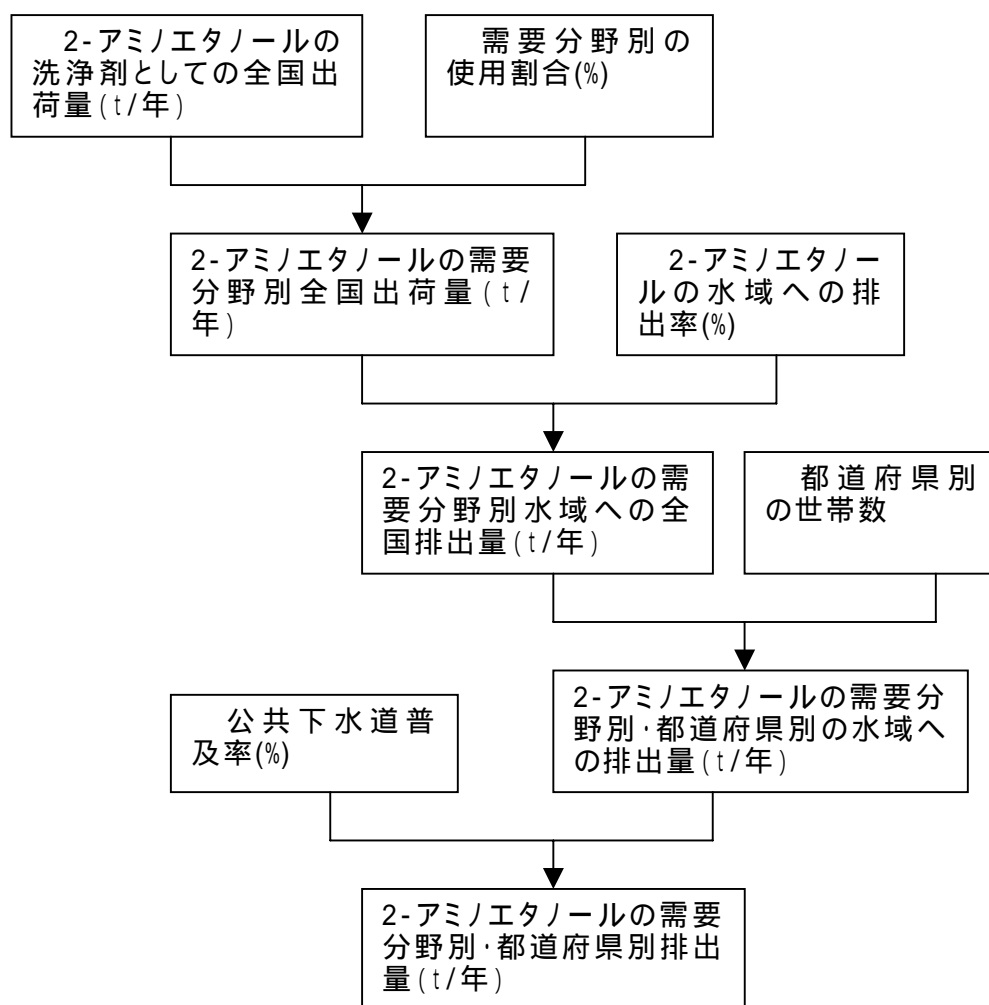 2-アミノエタノールの
洗浄剤としての全国出
荷量(t/年)
需要分野別の
使用割合(%)
2-アミノエタノールの需要
分野別全国出荷量(t/
年)
2-アミノエタノー
ルの水域への排
出率(%)
2-アミノエタノールの需
要分野別水域への全
国排出量(t/年)
都道府県別
の世帯数
公共下水道普
及率(%)
2-アミノエタノールの需要分
野別・都道府県別の水域へ
の排出量(t/年)
2-アミノエタノールの需要
分野別・都道府県別排出
量(t/年)